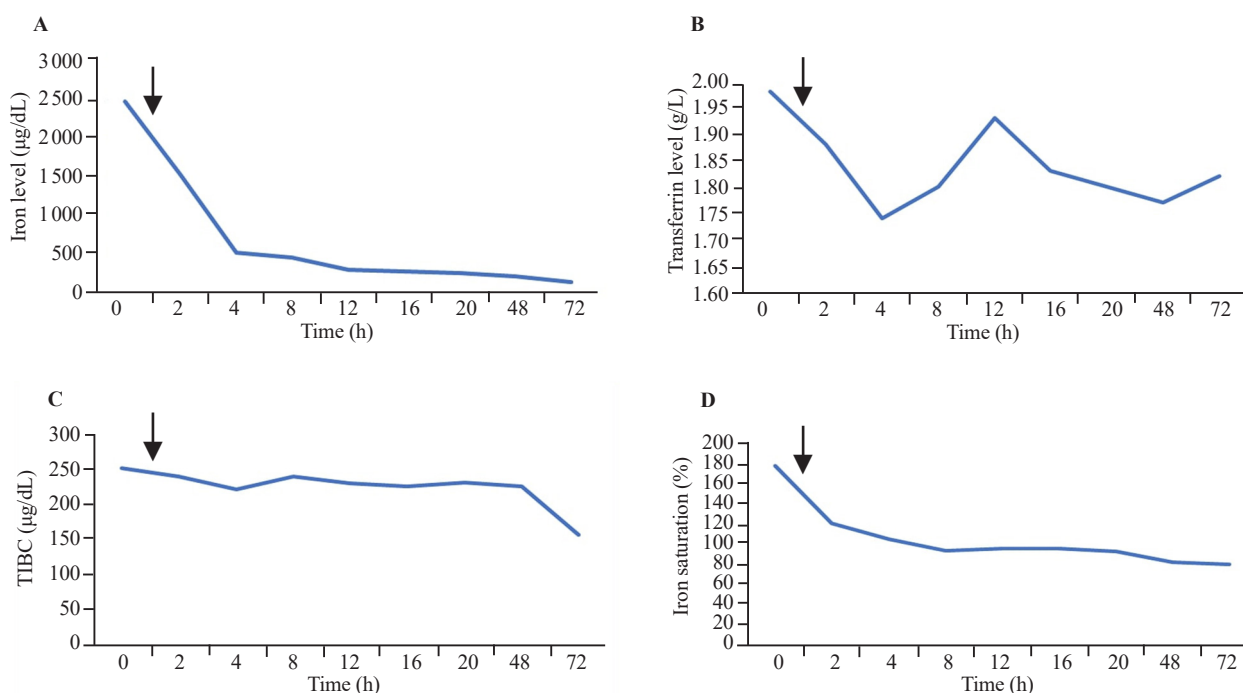 A
Iron level (µg/dL)
3 000
2 500
2 000
1 500
1 000
500
0
0 2 4 8 12 16 20 48 72
Time (h)
B
Transferrin level (g/L)
2.00
1.95
1.90
1.85
1.80
1.75
1.70
1.65
1.60
0 2 4 8 12 16 20 48 72
Time (h)
C
TIBC (µg/dL)
300
250
200
150
100
50
0
0 2 4 8 12 16 20 48 72
Time (h)
D
Iron saturation (%)
200
180
160
140
120
100
80
60
40
20
0
0 2 4 8 12 16 20 48 72
Time (h)